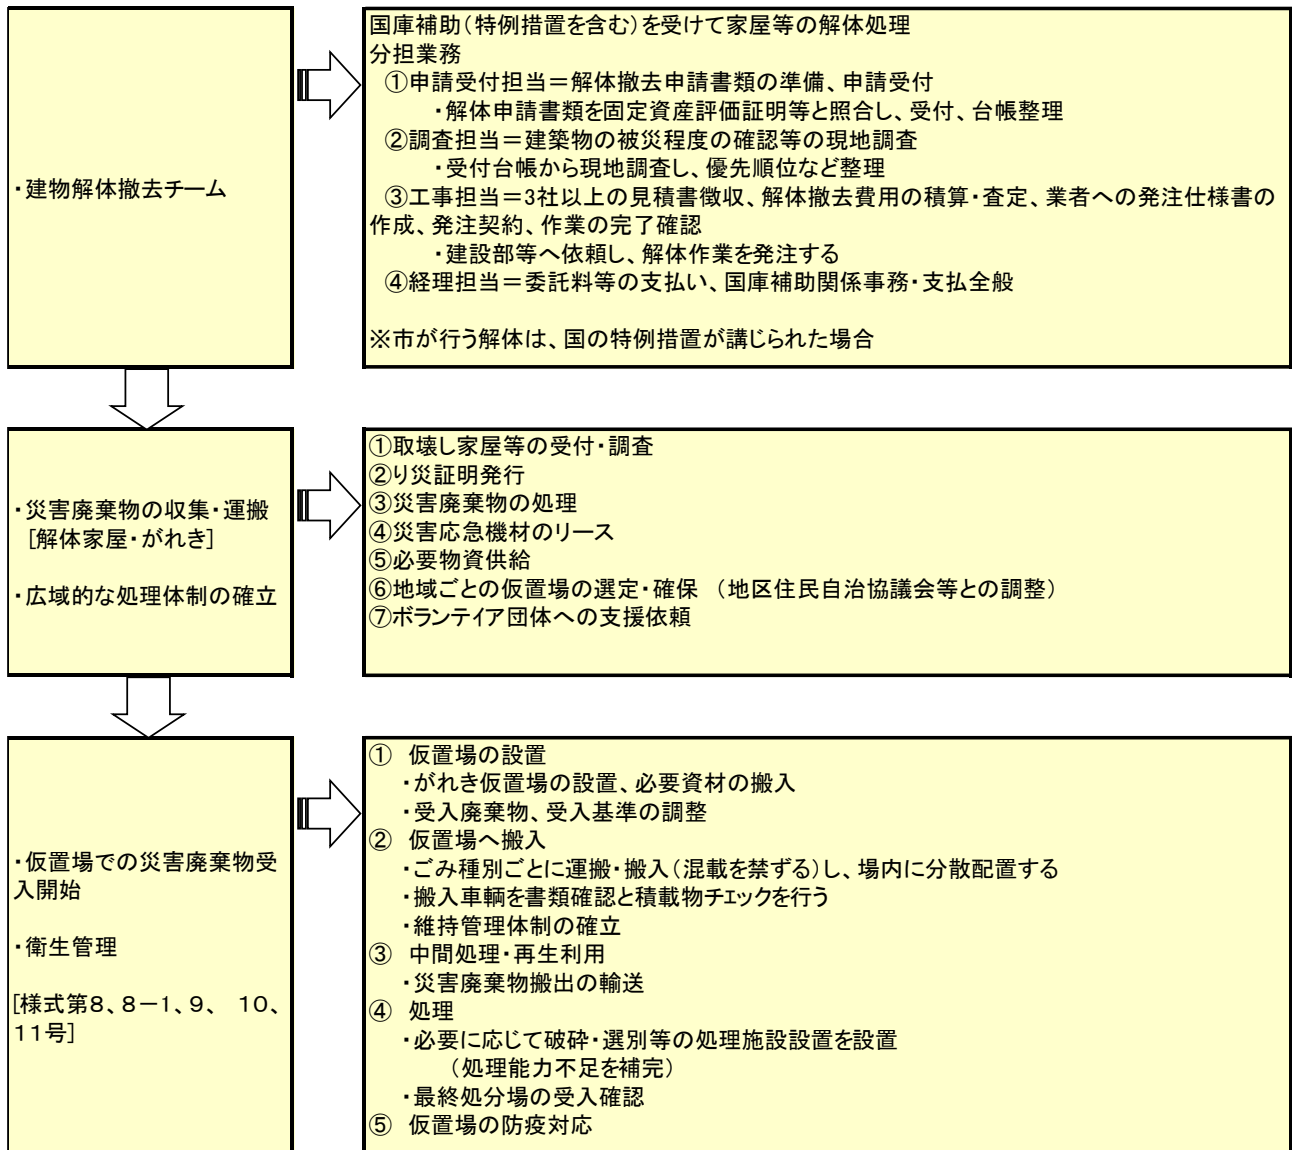 ・建物解体撤去チーム
国庫補助（特例措置を含む）を受けて家屋等の解体処理
分担業務
①申請受付担当＝解体撤去申請書類の準備、申請受付
・解体申請書類を固定資産評価証明等と照合し、受付、台帳整理
②調査担当＝建築物の被災程度の確認等の現地調査
・受付台帳から現地調査し、優先順位など整理
③工事担当＝3社以上の見積書徴収、解体撤去費用の積算・査定、業者への発注仕様書の
作成、発注契約、作業の完了確認
・建設部等へ依頼し、解体作業を発注する
④経理担当＝委託料等の支払い、国庫補助関係事務・支払全般
※市が行う解体は、国の特例措置が講じられた場合
・災害廃棄物の収集・運搬
［解体家屋・がれき］
・広域的な処理体制の確立
①取壊し家屋等の受付・調査
②り災証明発行
③災害廃棄物の処理
④災害応急機材のリース
⑤必要物資供給
⑥地域ごとの仮置場の選定・確保　（地区住民自治協議会等との調整）
⑦ボランテイア団体への支援依頼
・仮置場での災害廃棄物受
入開始
・衛生管理
[様式第８、８－１、９、　１０、
１１号]
①　仮置場の設置
・がれき仮置場の設置、必要資材の搬入
・受入廃棄物、受入基準の調整
②　仮置場へ搬入
・ごみ種別ごとに運搬・搬入（混載を禁ずる）し、場内に分散配置する
・搬入車輌を書類確認と積載物チェックを行う
・維持管理体制の確立
③　中間処理・再生利用
・災害廃棄物搬出の輸送
④　処理
・必要に応じて破砕・選別等の処理施設設置を設置
（処理能力不足を補完）
・最終処分場の受入確認
⑤　仮置場の防疫対応